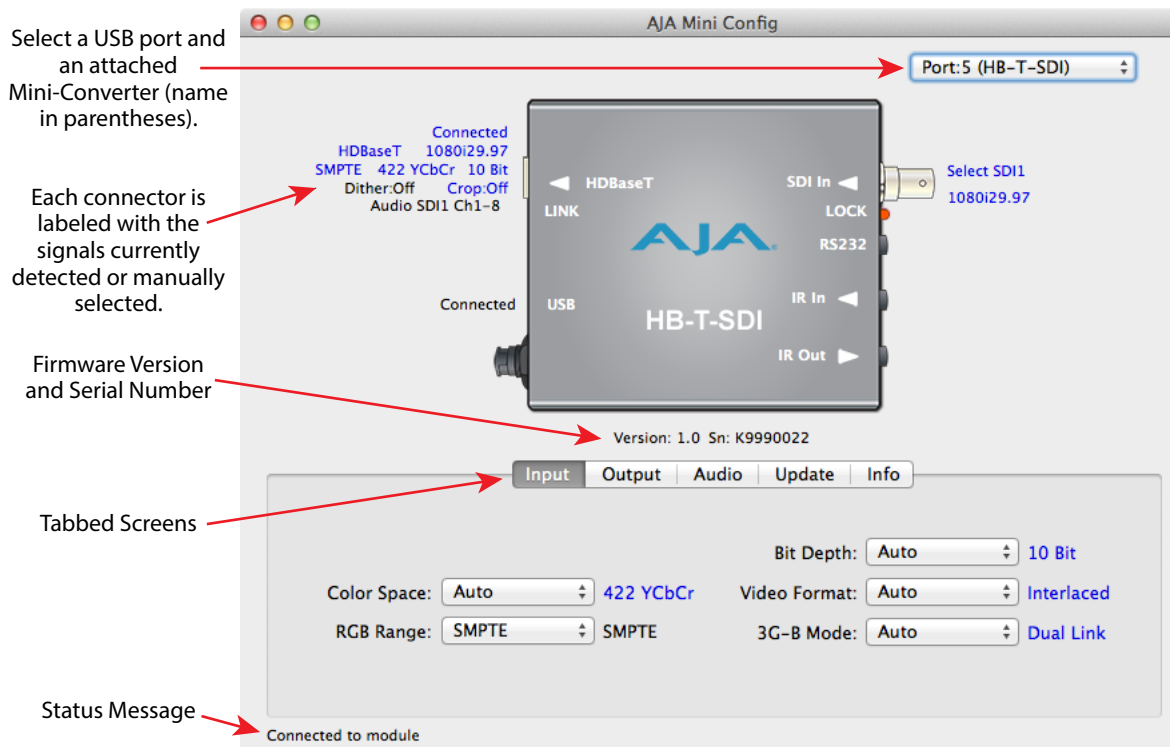 AJA Mini Config
Select a USB port and
an attached
Mini-Converter (name
in parentheses).
Port:5 (HB-T-SDI)
Connected
HDBaseT 1080i29.97
SMPTE 422 YCbCr 10 Bit
Dither:Off Crop:Off
Audio SDI1 Ch1-8
HDBaseT
LINK
SDI In
LOCK
Select SDI1
1080i29.97
Each connector is
labeled with the
signals currently
detected or manually
selected.
AJA
RS232
Connected
USB
IR In
HB-T-SDI
IR Out
Firmware Version
and Serial Number
Version: 1.0 Sn: K9990022
Input Output Audio Update Info
Tabbed Screens
Bit Depth: Auto 10 Bit
Color Space: Auto 422 YCbCr Video Format: Auto Interlaced
RGB Range: SMPTE SMPTE 3G-B Mode: Auto Dual Link
Status Message
Connected to module